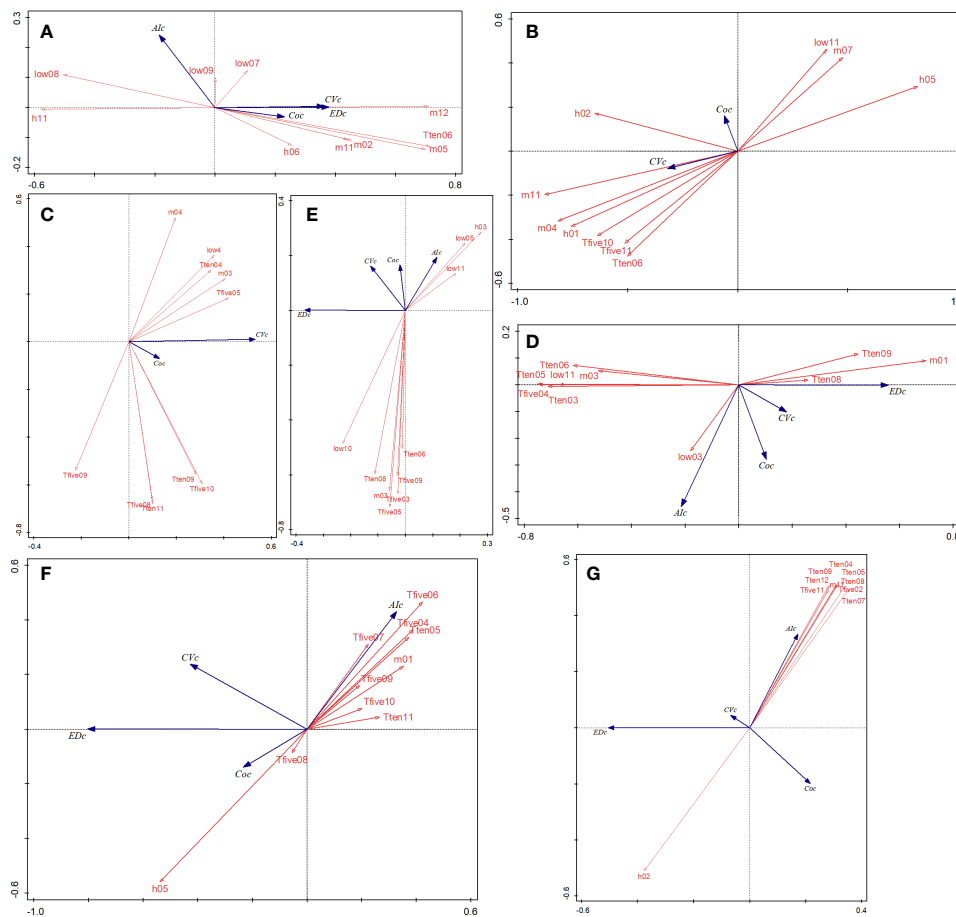 A
0.3
AIc
low08
low09
low07
h11
CVc
EDc
m12
Coc
h06
m11
m02
Tten06
m05
-0.2
-0.6
0.8
B
0.6
low11
m07
h05
h02
Coc
CVc
m11
m04
h01
Tfive10
Tfive11
Tten06
-0.6
-1.0
C
0.6
m04
low4
Tten04
m03
Tfive05
CVc
Coc
Tfive09
Tten09
Tfive10
Tfive08
Tten11
-0.8
-0.4
0.6
E
0.4
h03
low05
AIc
low11
CVc
Coc
EDc
low10
Tten06
Tten08
Tfive09
m03
Tfive03
Tfive05
-0.8
-0.4
0.3
D
0.2
Tten06
m03
Tten05
low11
Tfive04
Tten03
Tten09
m01
Tten08
EDc
CVc
low03
Coc
AIc
-0.5
-0.8
F
0.6
AIc
Tfive06
Tfive04
Tten05
Tfive07
m01
CVc
Tfive09
Tfive10
Tten11
EDc
Tfive08
Coc
h05
-0.6
-1.0
0.6
G
0.6
Tten04
Tten09
Tten05
Tten12
Tten08
Tfive02
Tten07
AIc
CVc
EDc
Coc
h02
-0.6
-0.6
0.4